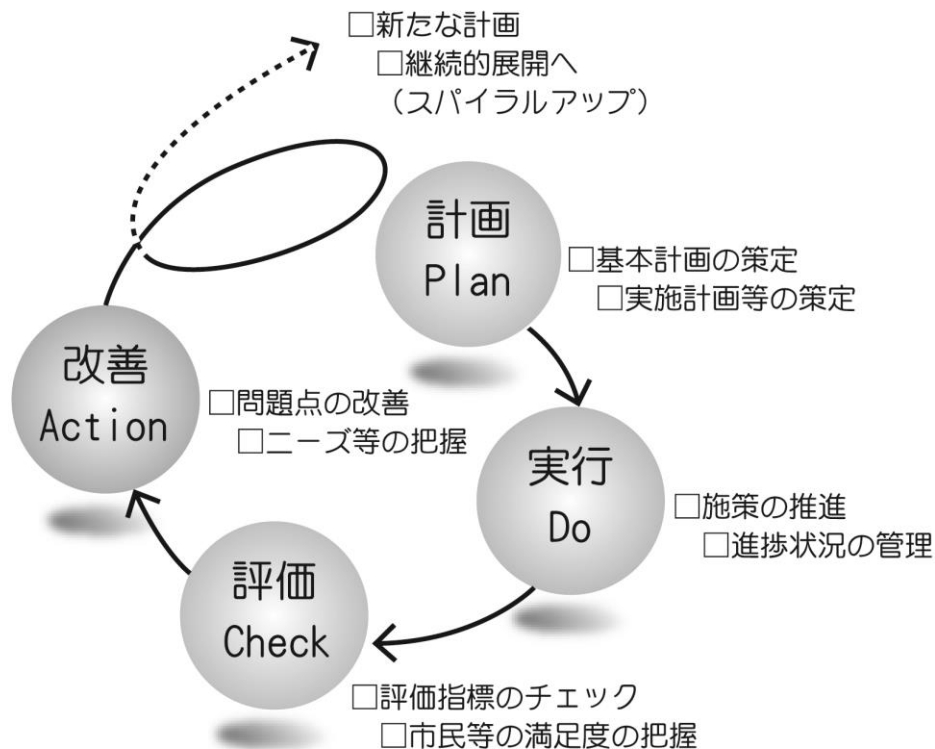 □新たな計画
□継続的展開へ
（スパイラルアップ）
計画
Plan
□基本計画の策定
□実施計画等の策定
実行
Do
□施策の推進
□進捗状況の管理
評価
Check
□評価指標のチェック
□市民等の満足度の把握
改善
Action
□問題点の改善
□ニーズ等の把握